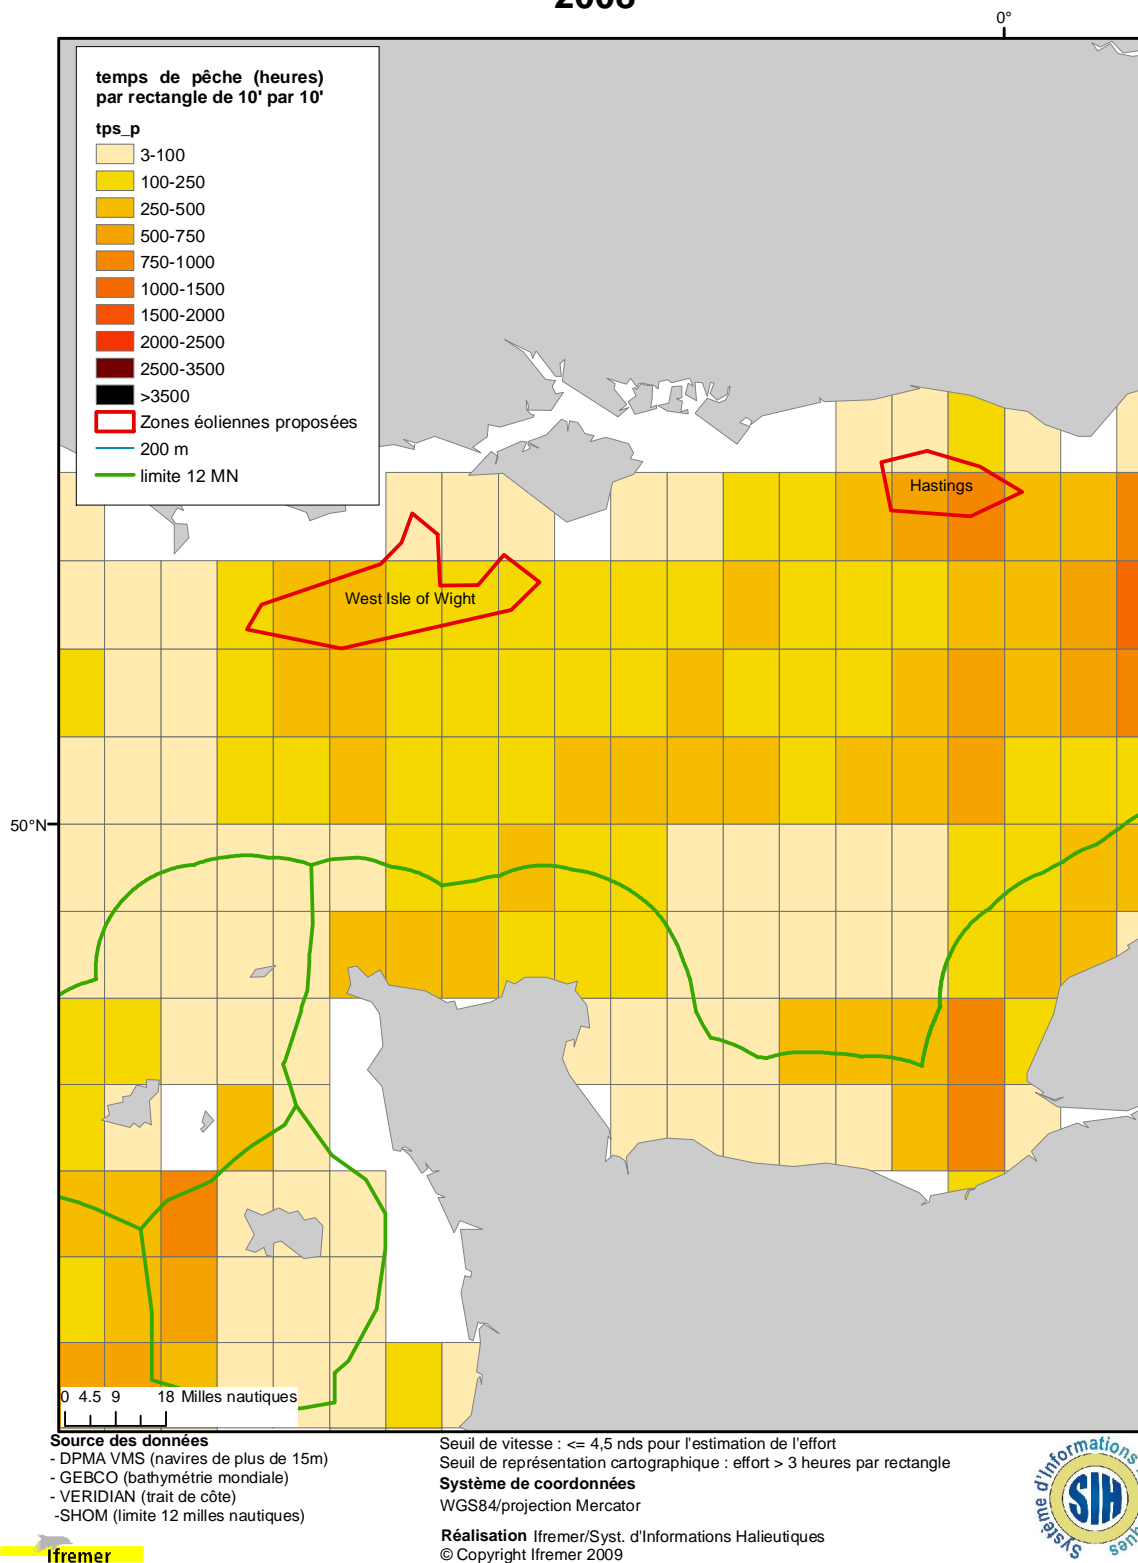 2008
0°
temps de pêche (heures)
par rectangle de 10' par 10'
tps_p
3-100
100-250
250-500
500-750
750-1000
1000-1500
1500-2000
2000-2500
2500-3500
>3500
Zones éoliennes proposées
200 m
limite 12 MN
Hastings
West Isle of Wight
50°N
0 4.5 9 18 Milles nautiques
Source des données
- DPMA VMS (navires de plus de 15m)
- GEBCO (bathymétrie mondiale)
- VERIDIAN (trait de côte)
-SHOM (limite 12 milles nautiques)
Ifremer
Seuil de vitesse : <= 4,5 nds pour l'estimation de l'effort
Seuil de représentation cartographique : effort > 3 heures par rectangle
Système de coordonnées
WGS84/projection Mercator
Réalisation Ifremer/Syst. d'Informations Halieutiques
© Copyright Ifremer 2009
Système d'Informations
SIH